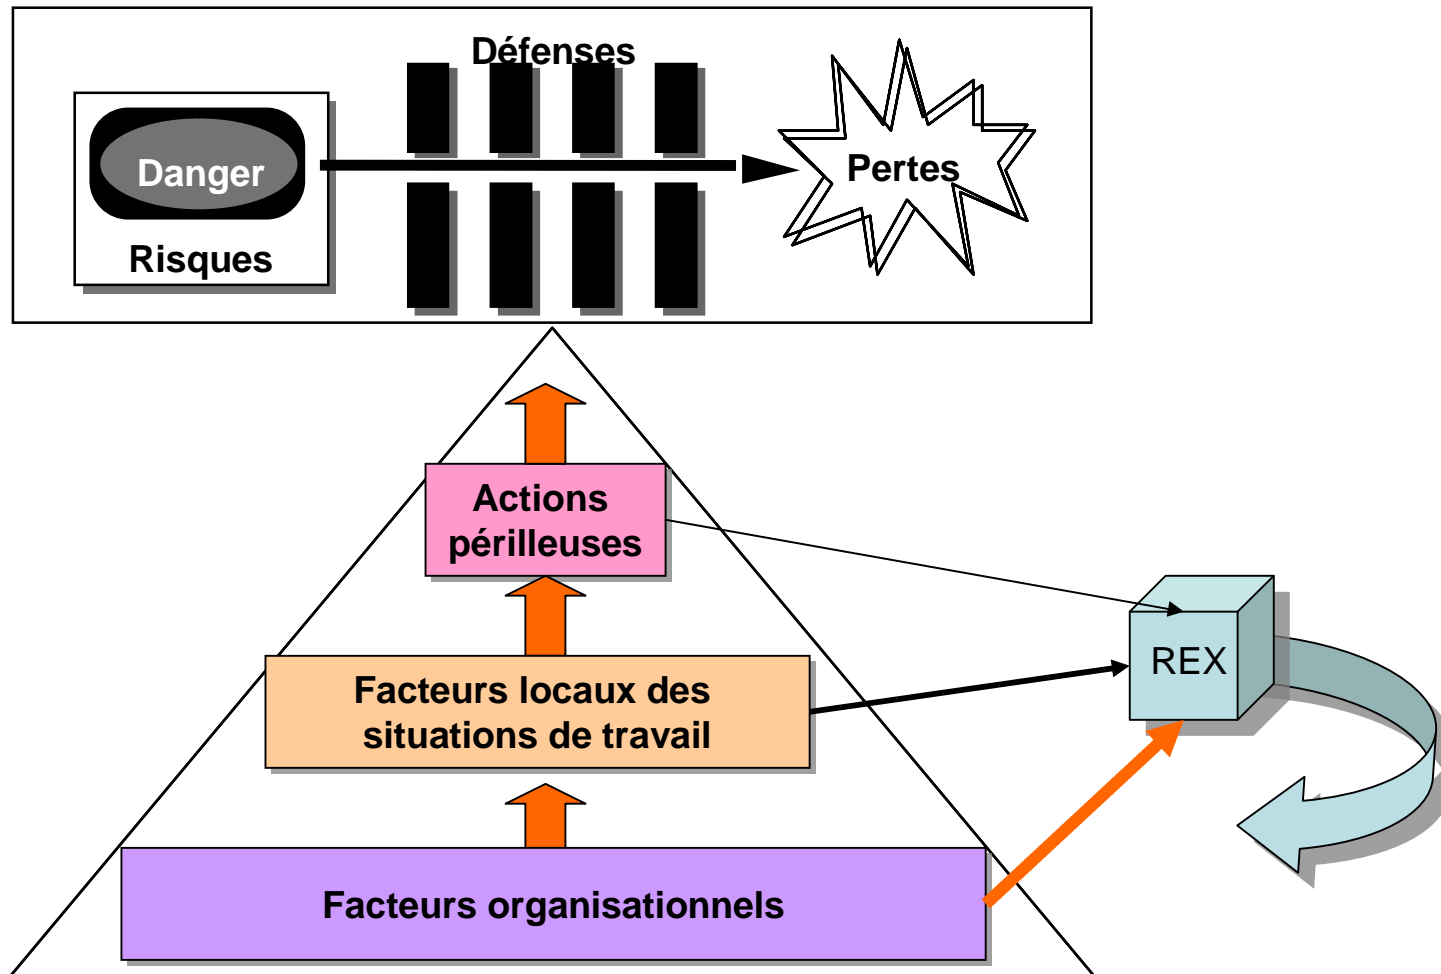 Défenses
Danger
Pertes
Risques
Actions
périlleuses
Facteurs locaux des
situations de travail
REX
Facteurs organisationnels